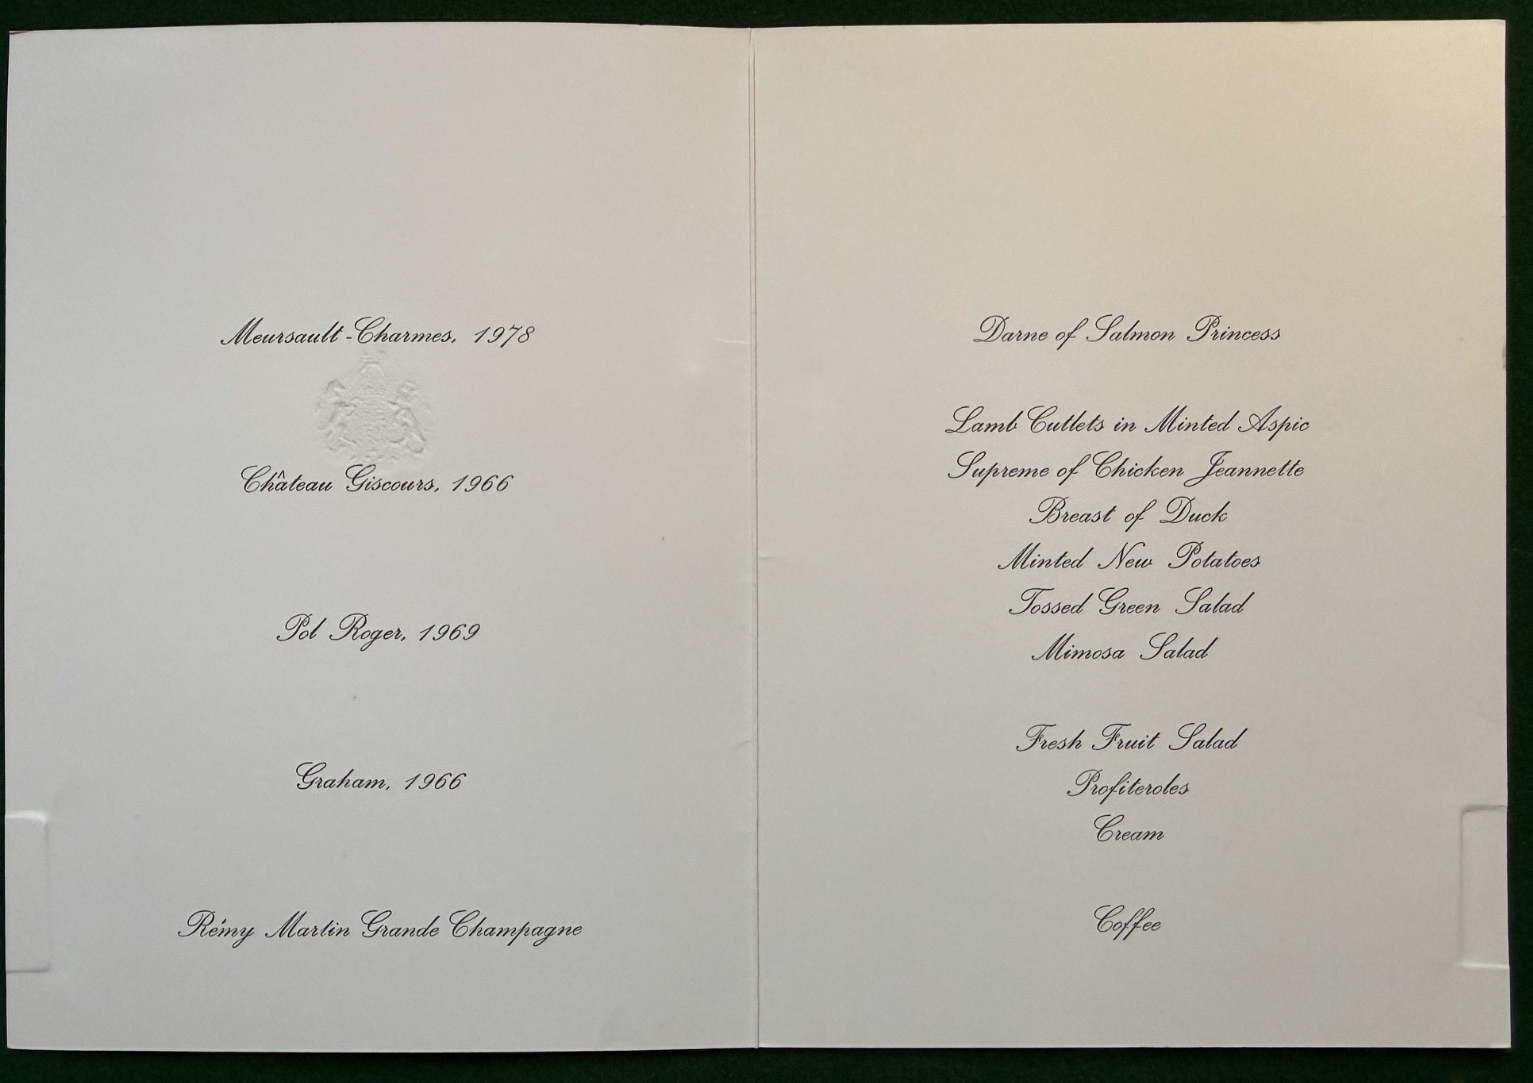 Meursault-Charmes, 1978
Château Giscours, 1966
Pol Roger, 1969
Graham, 1966
Rémy Martin Grande Champagne
Darne of Salmon Princess
Lamb Cutlets in Minted Aspic
Supreme of Chicken Jeannette
Breast of Duck
Minted New Potatoes
Tossed Green Salad
Mimosa Salad
Fresh Fruit Salad
Profiteroles
Cream
Coffee